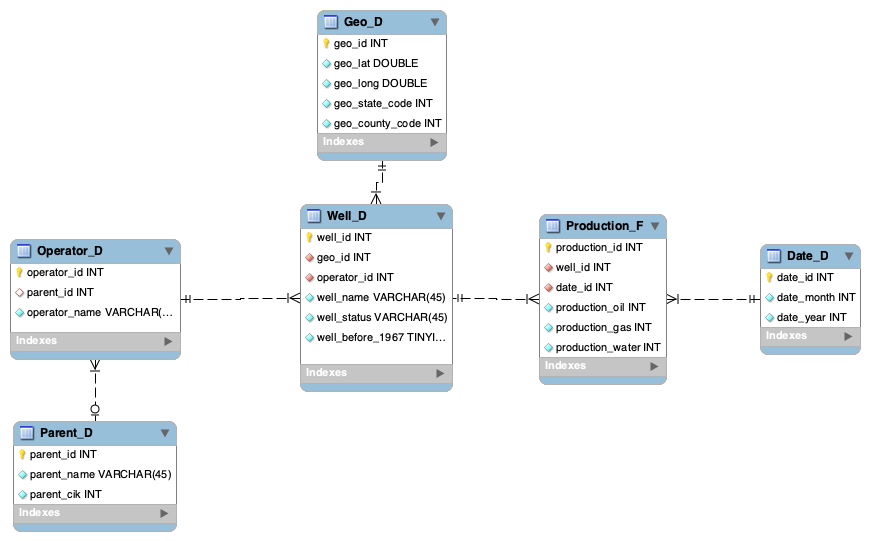 Geo_D
geo_id INT
geo_lat DOUBLE
geo_long DOUBLE
geo_state_code INT
geo_county_code INT
Indexes
Well_D
well_id INT
geo_id INT
operator_id INT
well_name VARCHAR(45)
well_status VARCHAR(45)
well_before_1967 TINYI...
Indexes
Operator_D
operator_id INT
parent_id INT
operator_name VARCHAR(...
Indexes
Production_F
production_id INT
well_id INT
date_id INT
production_oil INT
production_gas INT
production_water INT
Indexes
Date_D
date_id INT
date_month INT
date_year INT
Indexes
Parent_D
parent_id INT
parent_name VARCHAR(45)
parent_cik INT
Indexes